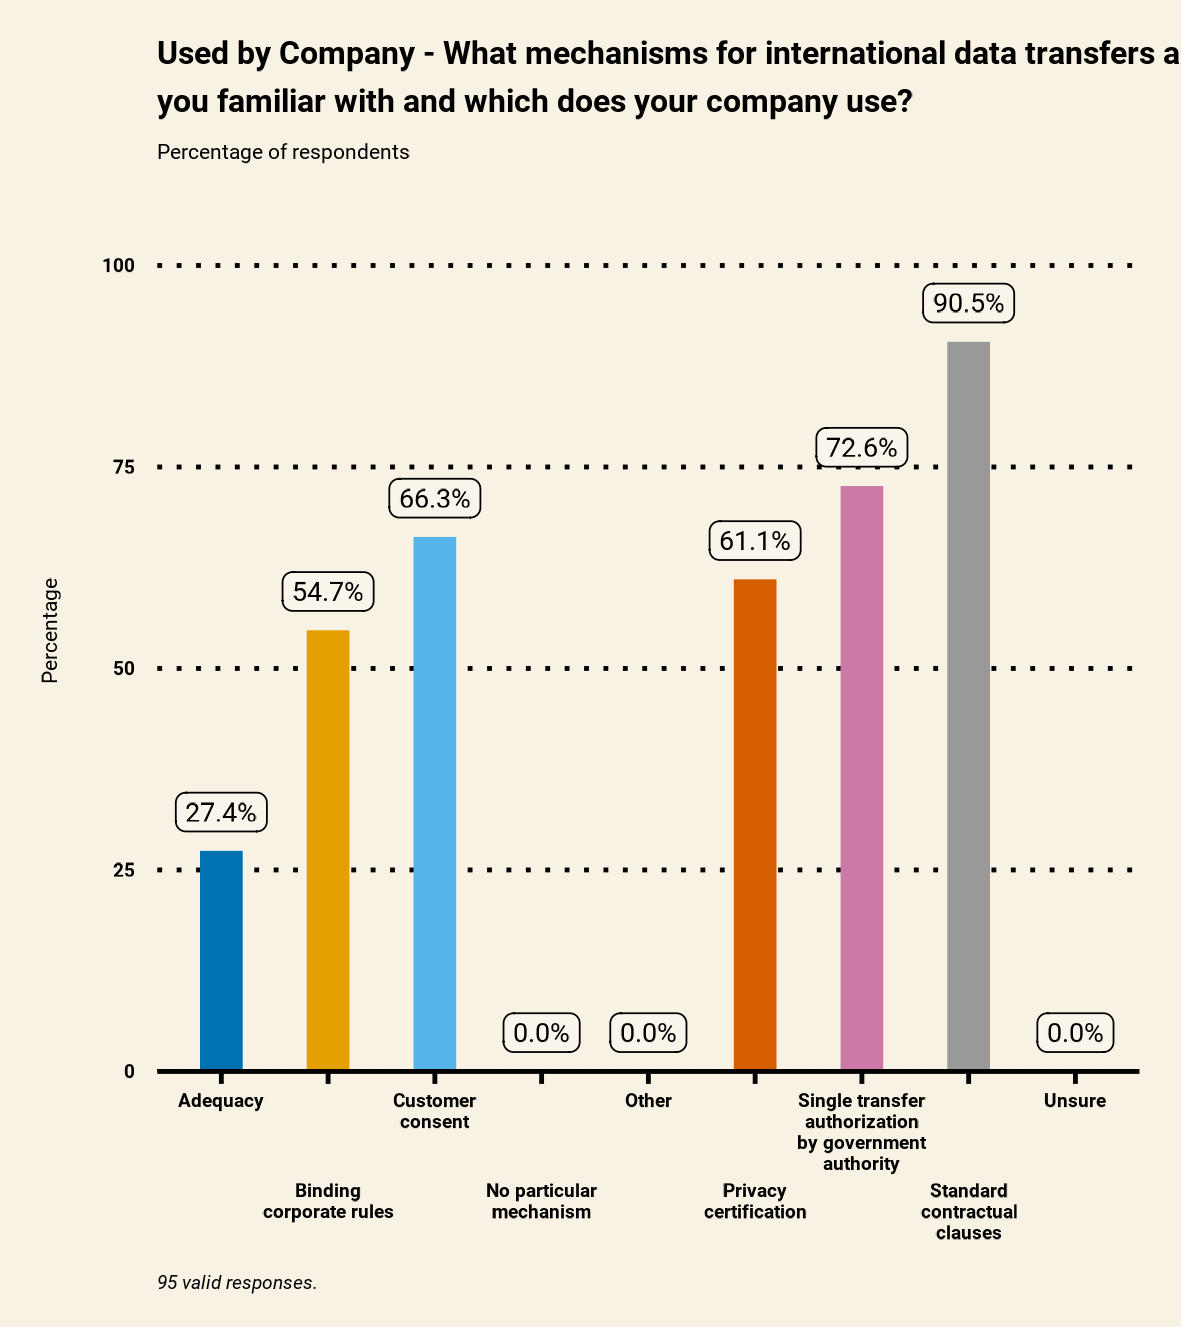 Used by Company - What mechanisms for international data transfers a
you familiar with and which does your company use?
Percentage of respondents
Percentage
100
75
50
25
0
27.4%
54.7%
66.3%
0.0%
0.0%
61.1%
72.6%
90.5%
0.0%
Adequacy
Binding
corporate rules
Customer
consent
No particular
mechanism
Other
Privacy
certification
Single transfer
authorization
by government
authority
Standard
contractual
clauses
Unsure
95 valid responses.